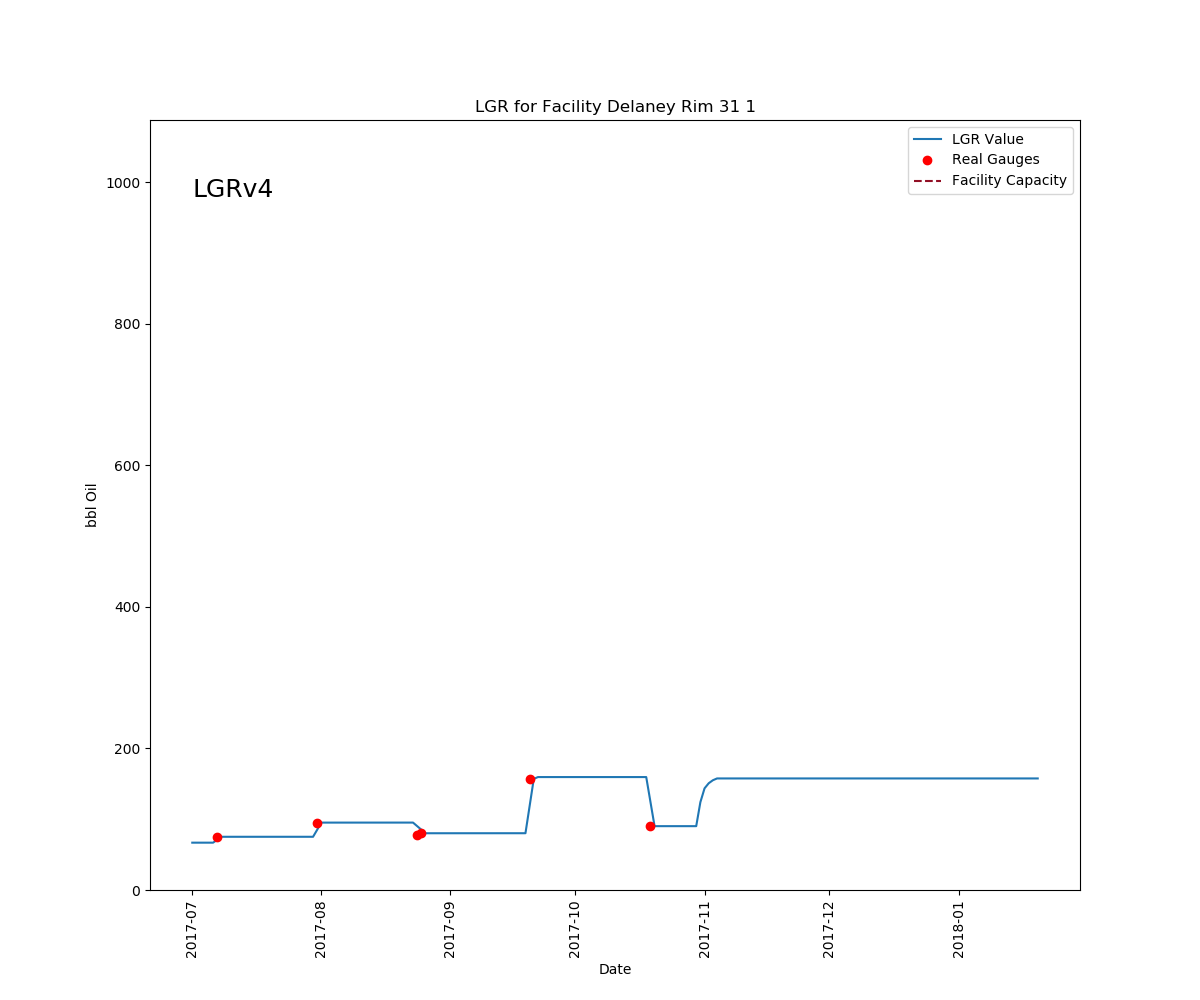 LGR for Facility Delaney Rim 31 1
LGR Value
Real Gauges
Facility Capacity
LGRv4
bbl Oil
1000
800
600
400
200
0
2017-07
2017-08
2017-09
2017-10
2017-11
2017-12
2018-01
Date